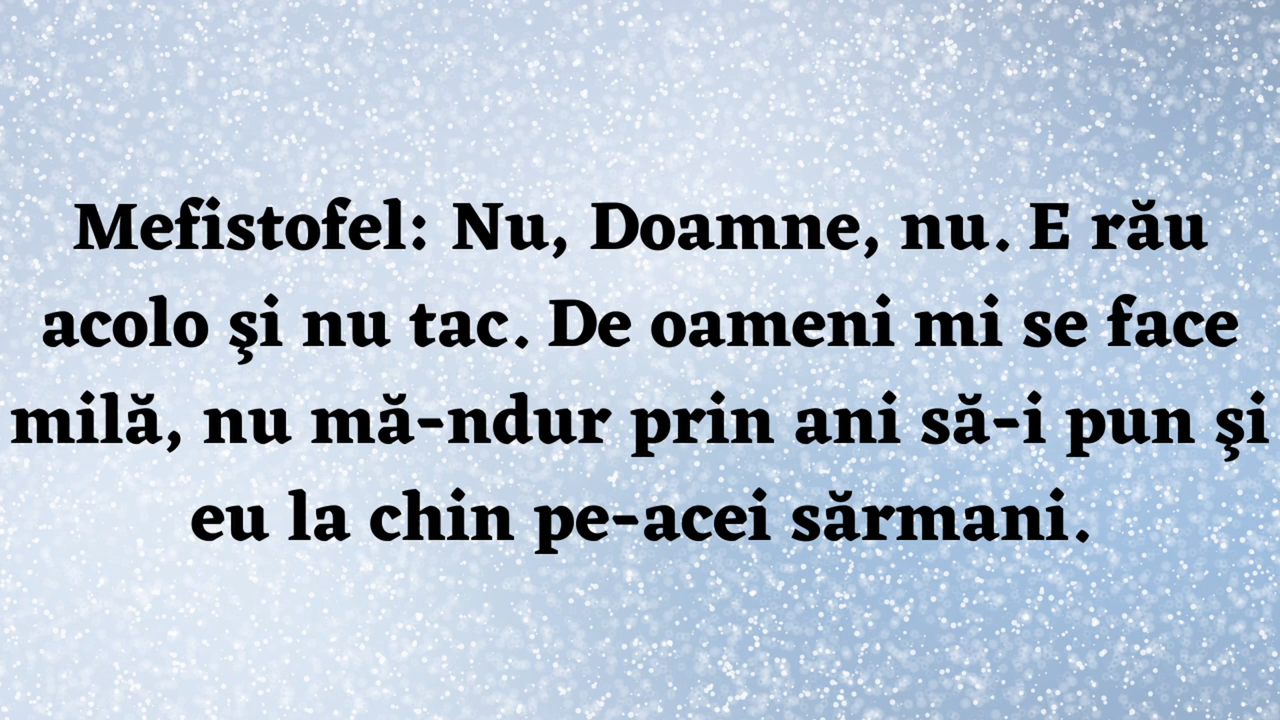 Mefistofel: Nu, Doamne, nu. E rău
acolo şi nu tac. De oameni mi se face
milă, nu mă-ndur prin ani să-i pun şi
eu la chin pe-acei sărmani.